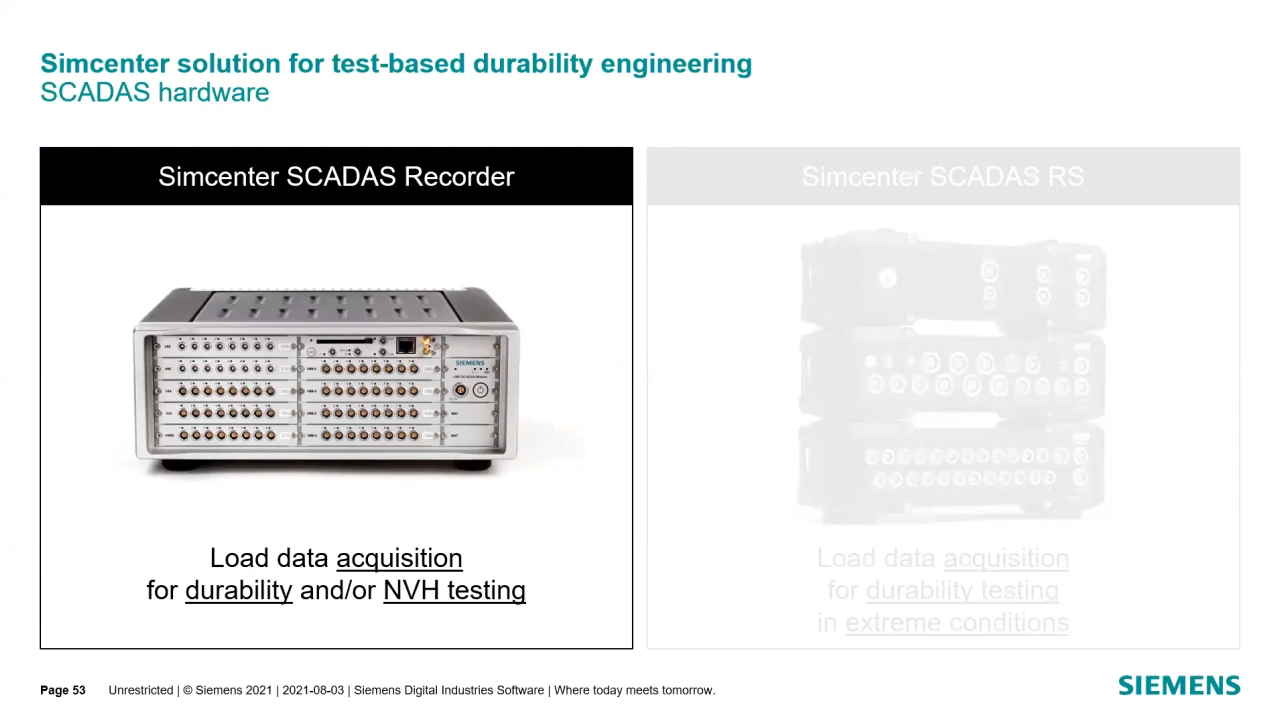 Simcenter solution for test-based durability engineering
SCADAS hardware
Simcenter SCADAS Recorder
SIEMENS
Load data acquisition
for durability and/or NVH testing
Simcenter SCADAS RS
Load data acquisition
for durability testing
in extreme conditions
Page 53 Unrestricted | © Siemens 2021 | 2021-08-03 | Siemens Digital Industries Software | Where today meets tomorrow.
SIEMENS